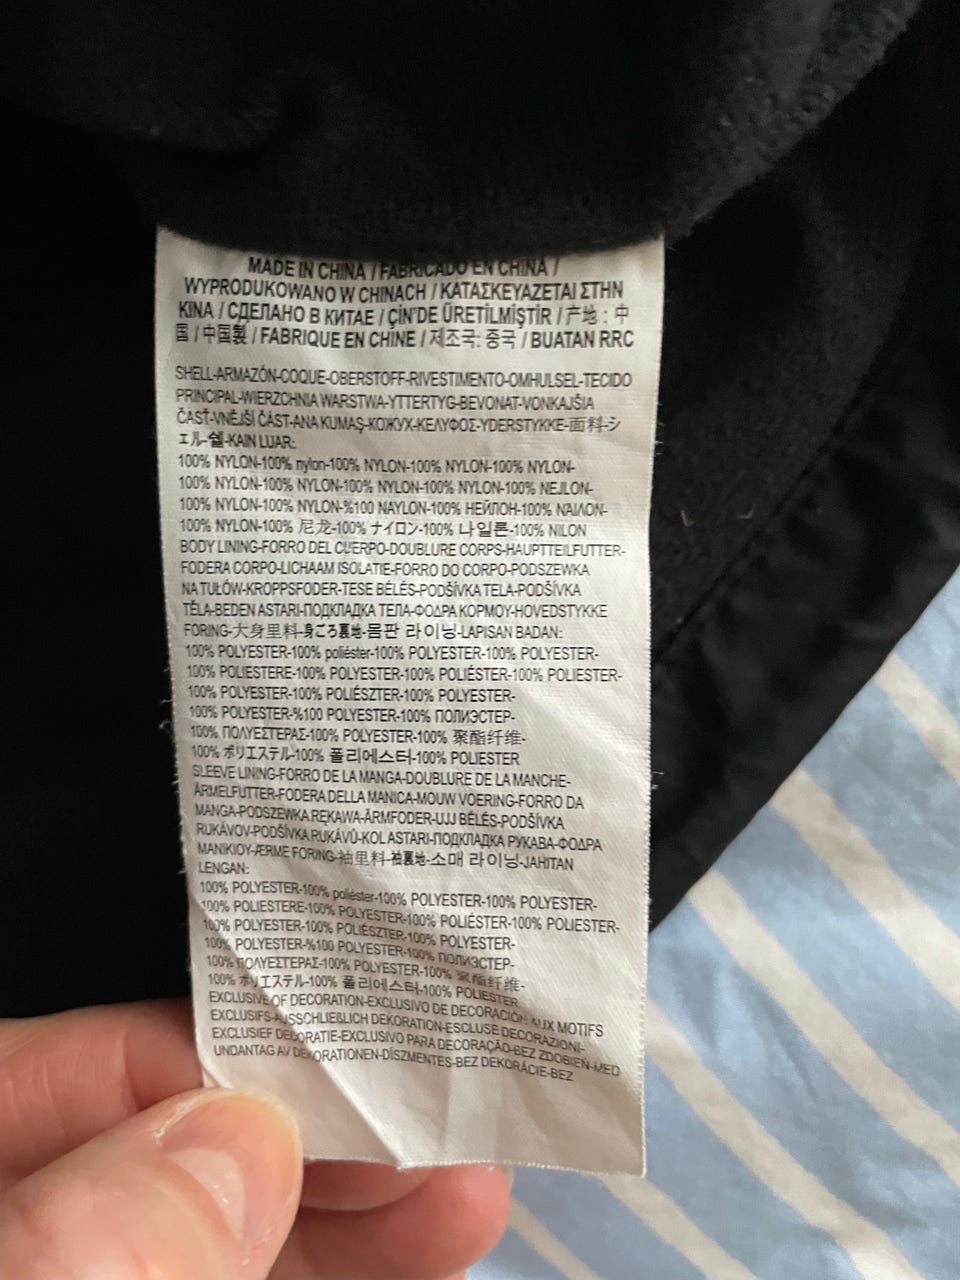 MADE IN CHINA / FABRICADO EN CHINA /
WYPRODUKOWANO W CHINACH / ΚΑΤΑΣΚΕΥΑΖΕΤΑΙ ΣΤΗΝ
ΚΙΝΑ / СДЕЛАНО В КИТАЕ / ÇİN'DE ÜRETİLMİŞTİR / 产地 : 中
国 / 中国製 / FABRIQUE EN CHINE / 제조국: 중국 / BUATAN RRC
SHELL-ARMAZÓN-COQUE-OBERSTOFF-RIVESTIMENTO-OMHULSEL-TECIDO
PRINCIPAL-WIERZCHNIA WARSTWA-YTTERTYG-BEVONAT-VONKAJŠIA
ČASŤ-VNĚJŠÍ ČÁST-ANA KUMAŞ-КОЖУХ-ΚΕΛΥΦΟΣ-YDERSTYKKE-面料-シ
ェル-쉘-KAIN LUAR:
100% NYLON-100% nylon-100% NYLON-100% NYLON-100% NYLON-
100% NYLON-100% NYLON-100% NYLON-100% NYLON-100% NEJLON-
100% NYLON-100% NYLON-%100 NAYLON-100% НЕЙЛОН-100% ΝΑΙΛΟΝ-
100% NYLON-100% 尼龙-100% ナイロン-100% 나일론-100% NILON
BODY LINING-FORRO DEL CUERPO-DOUBLURE CORPS-HAUPTTEILFUTTER-
FODERA CORPO-LICHAAM ISOLATIE-FORRO DO CORPO-PODSZEWKA
NA TUŁÓW-KROPPSFODER-TESE BÉLÉS-PODŠÍVKA TELA-PODŠÍVKA
TĚLA-BEDEN ASTARI-ПОДКЛАДКА ТЕЛА-ΦΟΔΡΑ ΚΟΡΜΟΥ-HOVEDSTYKKE
FORING-大身里料-身ごろ裏地-몸판 라이닝-LAPISAN BADAN:
100% POLYESTER-100% poliéster-100% POLYESTER-100% POLYESTER-
100% POLIESTERE-100% POLYESTER-100% POLIÉSTER-100% POLIESTER-
100% POLYESTER-100% POLIÉSZTER-100% POLYESTER-
100% POLYESTER-%100 POLYESTER-100% ПОЛИЭСТЕР-
100% ΠΟΛΥΕΣΤΕΡΑΣ-100% POLYESTER-100% 聚酯纤维-
100% ポリエステル-100% 폴리에스터-100% POLIESTER
SLEEVE LINING-FORRO DE LA MANGA-DOUBLURE DE LA MANCHE-
ÄRMELFUTTER-FODERA DELLA MANICA-MOUW VOERING-FORRO DA
MANGA-PODSZEWKA RĘKAWA-ÄRMFODER-UJJ BÉLÉS-PODŠÍVKA
RUKÁVOV-PODŠÍVKA RUKÁVŮ-KOL ASTARI-ПОДКЛАДКА РУКАВА-ΦΟΔΡΑ
ΜΑΝΙΚΙΟΥ-ÆRME FORING-袖里料-袖裏地-소매 라이닝-JAHITAN
LENGAN:
100% POLYESTER-100% poliéster-100% POLYESTER-100% POLYESTER-
100% POLIESTERE-100% POLYESTER-100% POLIÉSTER-100% POLIESTER-
100% POLYESTER-100% POLIÉSZTER-100% POLYESTER-
100% POLYESTER-%100 POLYESTER-100% ПОЛИЭСТЕР-
100% ΠΟΛΥΕΣΤΕΡΑΣ-100% POLYESTER-100% 聚酯纤维-
100% ポリエステル-100% 폴리에스터-100% POLIESTER
EXCLUSIVE OF DECORATION-EXCLUSIVO DE DECORACIÓN AUX MOTIFS
EXCLUSIFS-AUSSCHLIEßLICH DEKORATION-ESCLUSE DECORAZIONI-
EXCLUSIEF DECORATIE-EXCLUSIVO PARA DECORAÇÃO-BEZ ZDOBIEŃ-MED
UNDANTAG AV DEKORATIONEN-DÍSZMENTES-BEZ DEKORÁCIE-BEZ